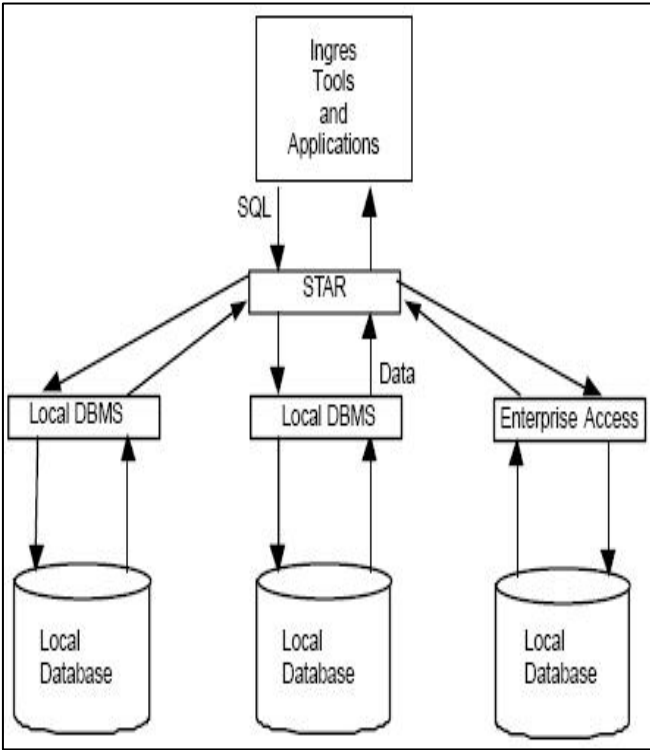 Ingres
Tools
and
Applications
SQL
STAR
Data
Local DBMS
Local DBMS
Enterprise Access
Local
Database
Local
Database
Local
Database